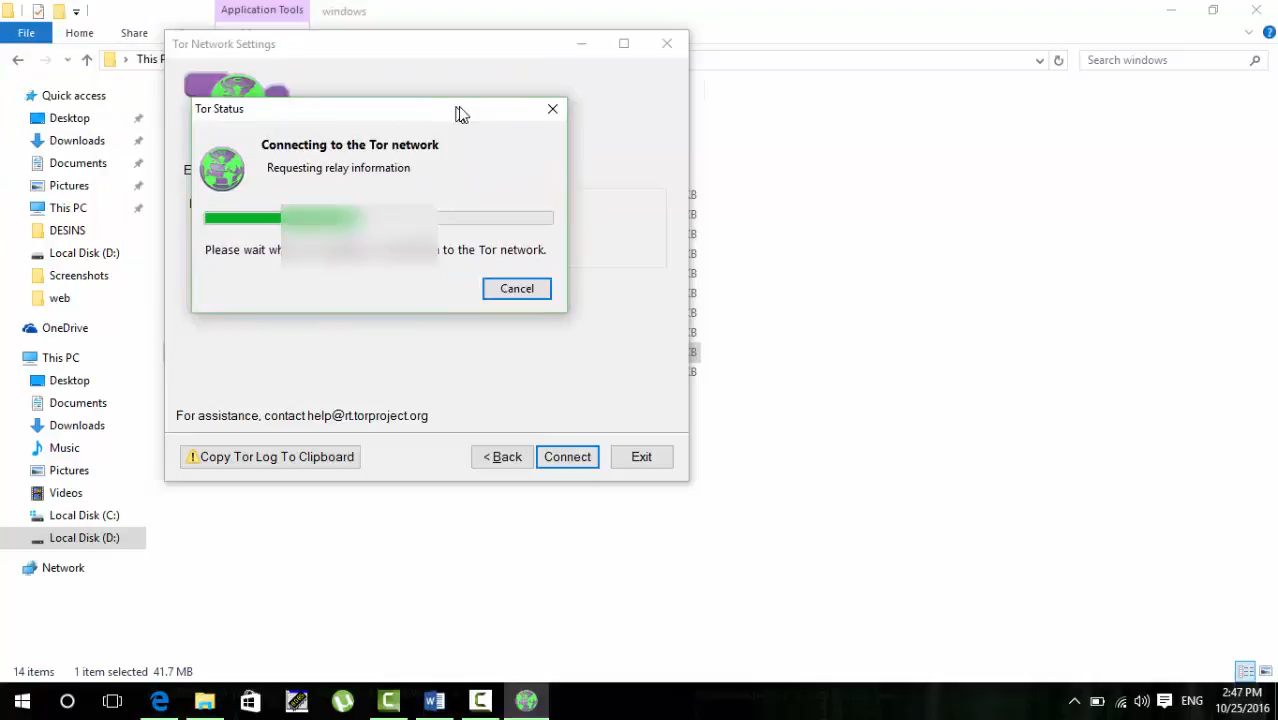 Application Tools
windows
File
Home
Share
Tor Network Settings
This P
Search windows
Quick access
Desktop
Downloads
Documents
Pictures
This PC
DESINS
Local Disk (D:)
Screenshots
web
OneDrive
This PC
Desktop
Documents
Downloads
Music
Pictures
Videos
Local Disk (C:)
Local Disk (D:)
Network
Tor Status
Connecting to the Tor network
Requesting relay information
Please wait wh
to the Tor network.
Cancel
For assistance, contact help@rt.torproject.org
Copy Tor Log To Clipboard
< Back
Connect
Exit
14 items
1 item selected 41.7 MB
ENG
2:47 PM
10/25/2016